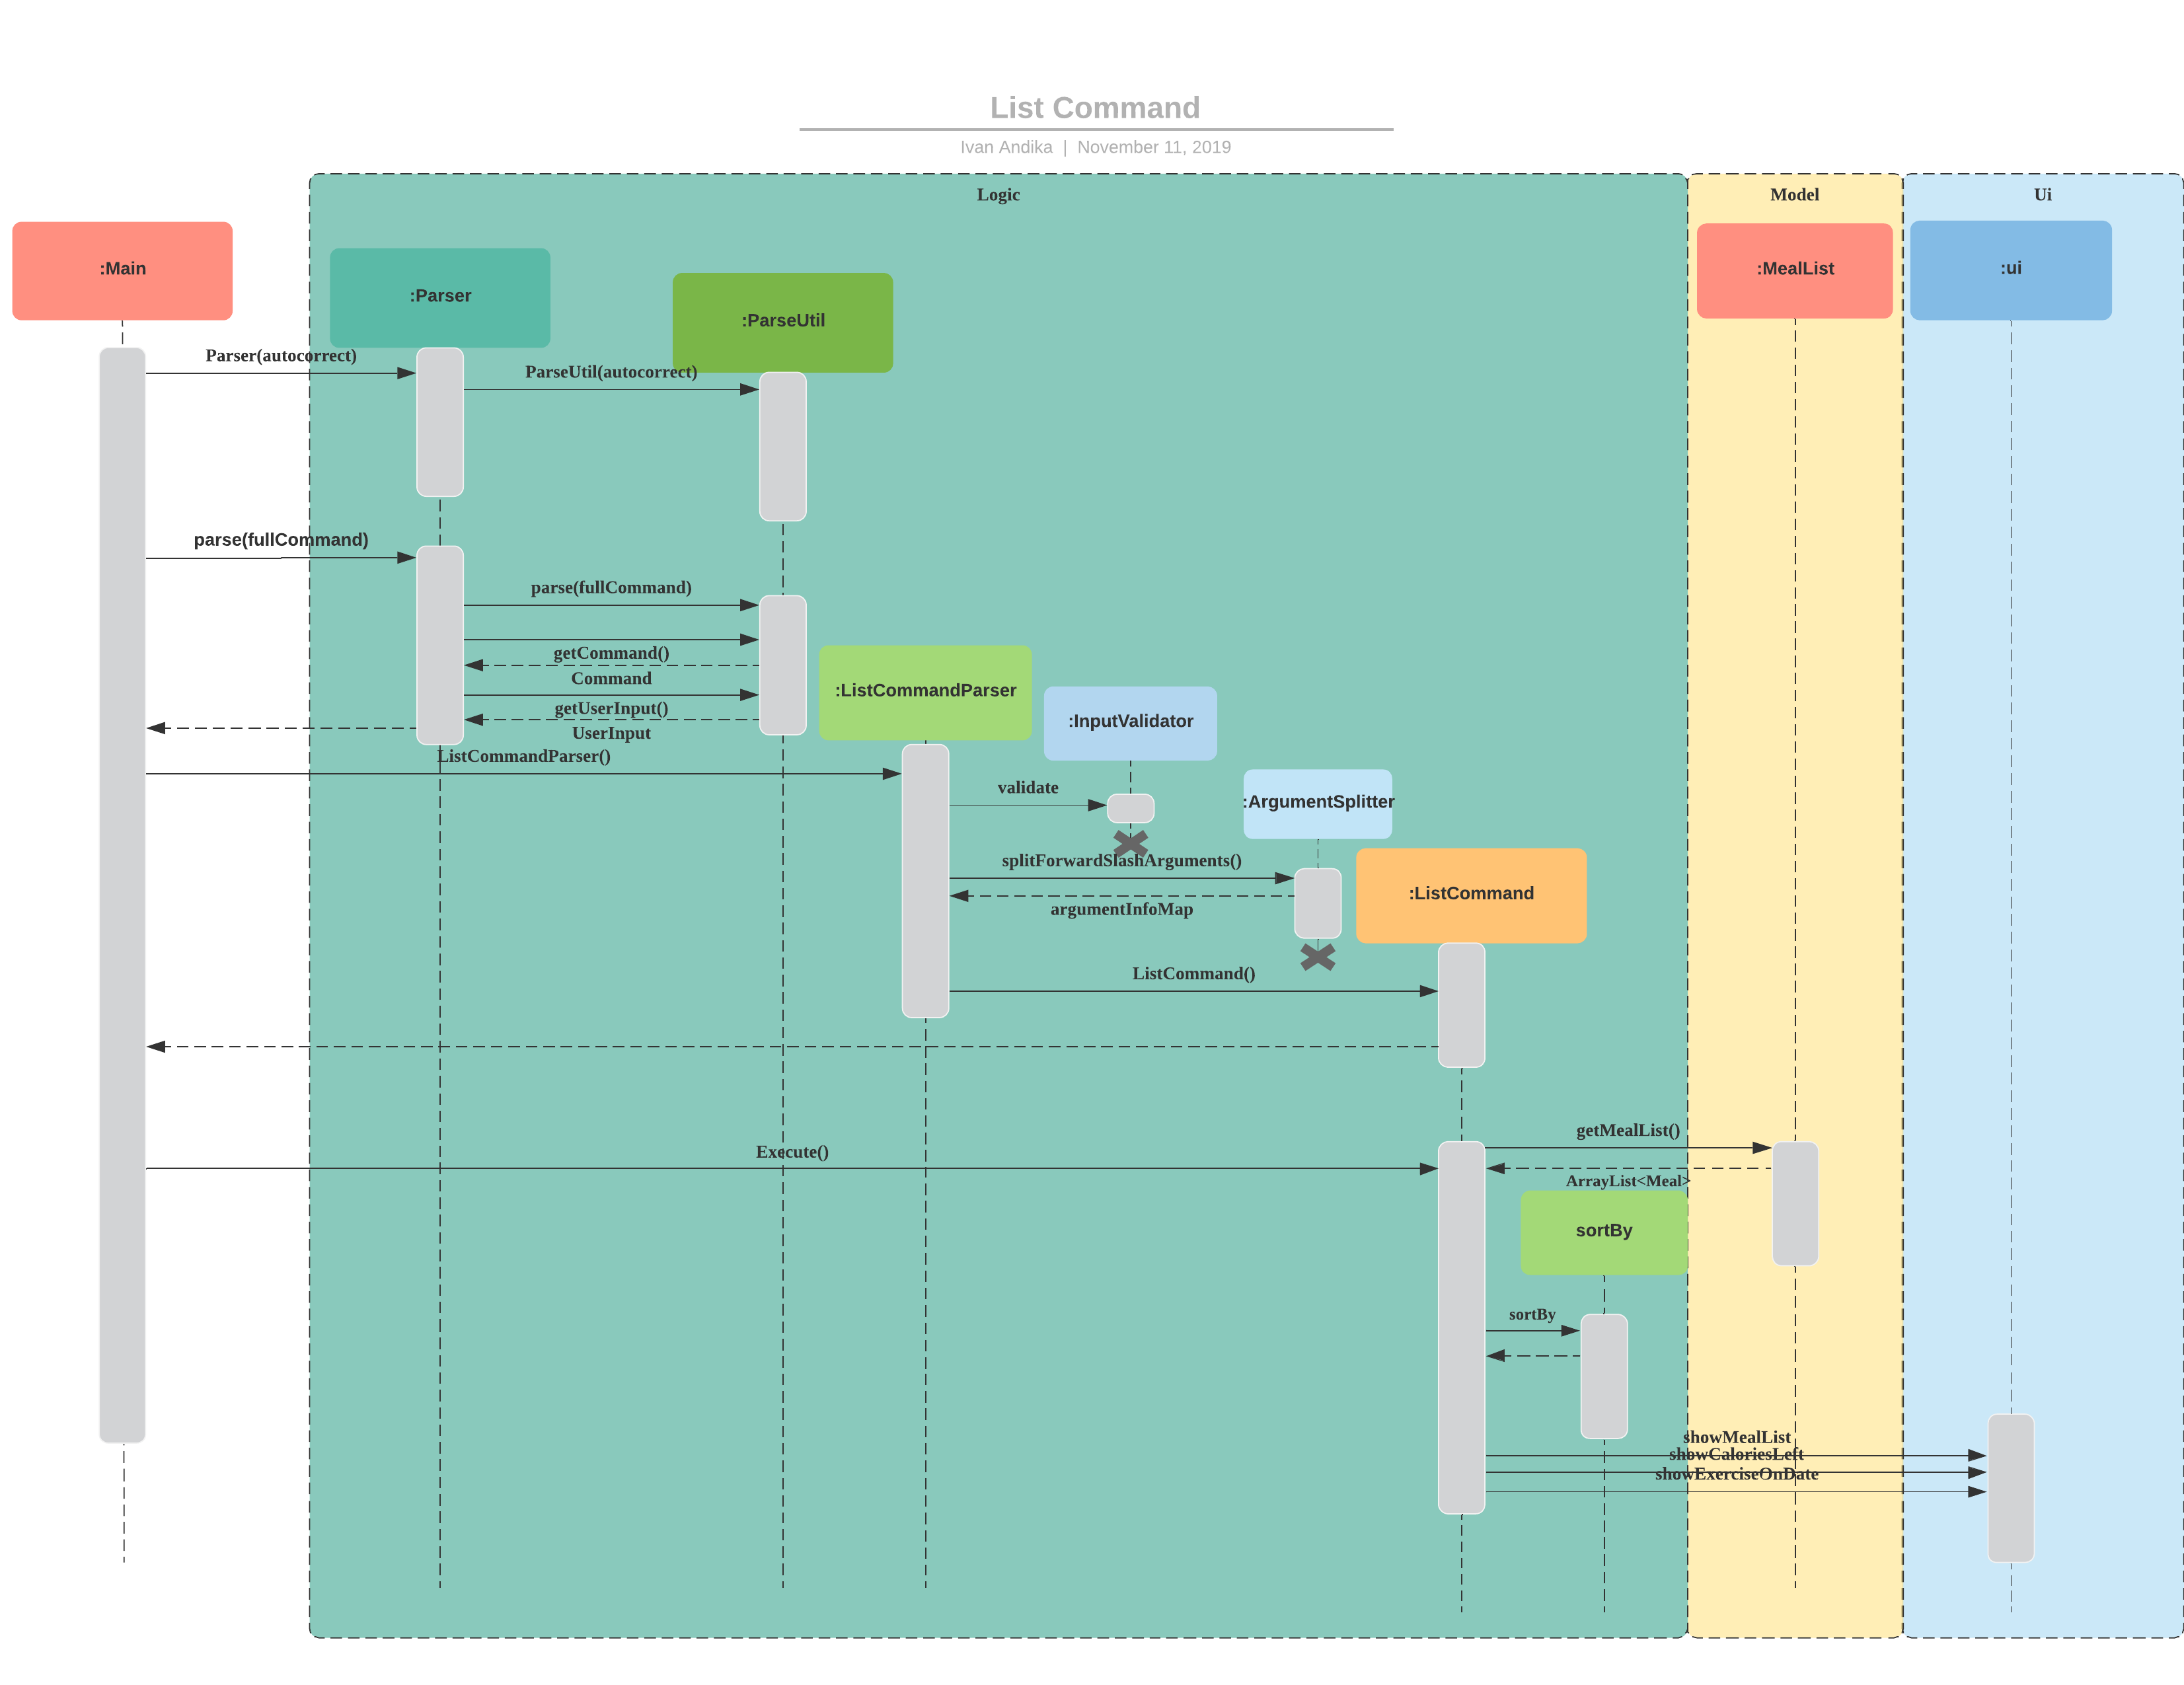 List Command
Ivan Andika | November 11, 2019
Logic
Model
Ui
:Main
:Parser
:ParseUtil
:MealList
:ui
Parser(autocorrect)
ParseUtil(autocorrect)
parse(fullCommand)
parse(fullCommand)
getCommand()
Command
getUserInput()
UserInput
:ListCommandParser
:InputValidator
ListCommandParser()
validate
:ArgumentSplitter
splitForwardSlashArguments()
argumentInfoMap
:ListCommand
ListCommand()
getMealList()
Execute()
ArrayList<Meal>
sortBy
sortBy
showMealList
showCaloriesLeft
showExerciseOnDate